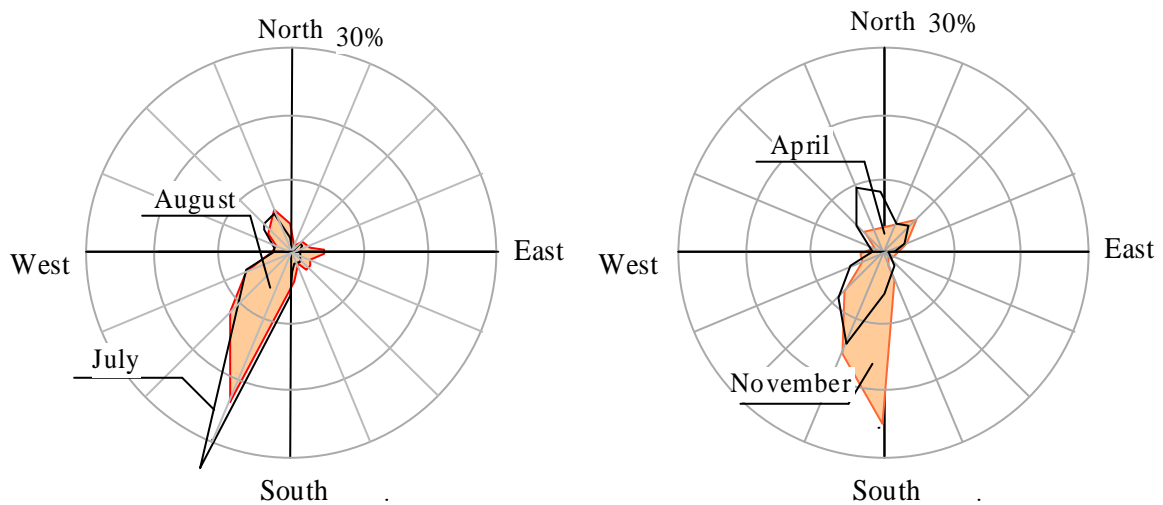 North 30%
August
West
East
July
South .
North 30%
April
West
East
November
South .